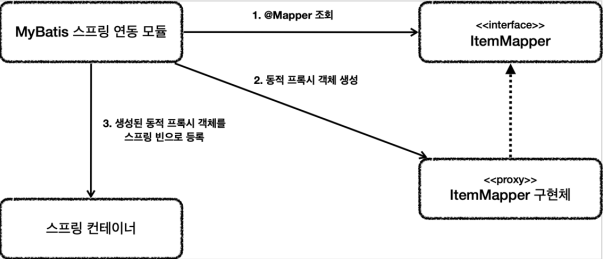 MyBatis 스프링 연동 모듈
1. @Mapper 조회
<<interface>>
ItemMapper
2. 동적 프록시 객체 생성
3. 생성된 동적 프록시 객체를
스프링 빈으로 등록
<<proxy>>
ItemMapper 구현체
스프링 컨테이너